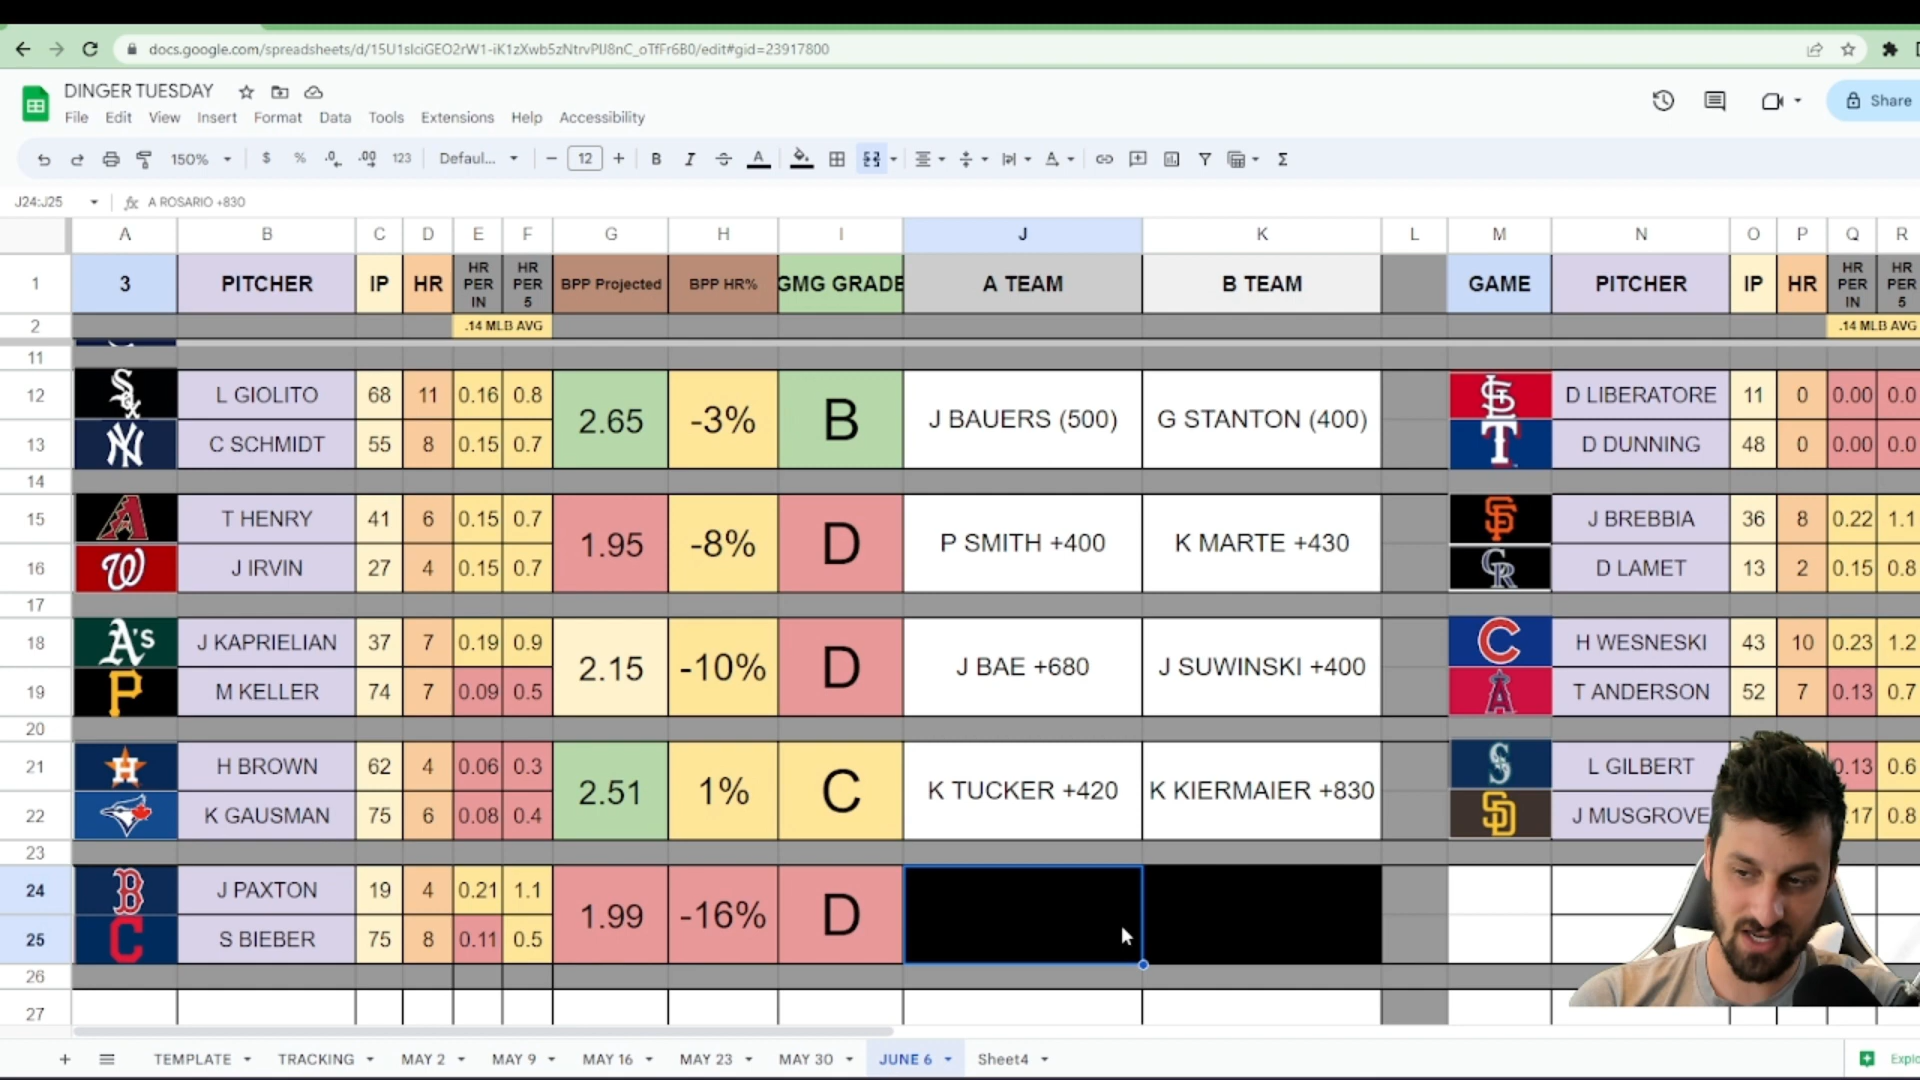 docs.google.com/spreadsheets/d/15U1slciGEO2rW1-iK1zXwb5zNtrvPIJ8nC_oTfFr6B0/edit#gid=23917800
DINGER TUESDAY
File Edit View Insert Format Data Tools Extensions Help Accessibility
Share
150% $ % .0 .00 123 Defaul... 12 B I A Σ
J24:J25 fx A ROSARIO +830
A B C D E F G H I J K L M N O P Q R
1 3 PITCHER IP HR HR PER IN HR PER 5 BPP Projected BPP HR% GMG GRADE A TEAM B TEAM GAME PITCHER IP HR HR PER IN HR PER 5
2 .14 MLB AVG .14 MLB AVG
11
12 L GIOLITO 68 11 0.16 0.8 2.65 -3% B J BAUERS (500) G STANTON (400) D LIBERATORE 11 0 0.00 0.0
13 C SCHMIDT 55 8 0.15 0.7 D DUNNING 48 0 0.00 0.0
14
15 T HENRY 41 6 0.15 0.7 1.95 -8% D P SMITH +400 K MARTE +430 J BREBBIA 36 8 0.22 1.1
16 J IRVIN 27 4 0.15 0.7 D LAMET 13 2 0.15 0.8
17
18 A's J KAPRIELIAN 37 7 0.19 0.9 2.15 -10% D J BAE +680 J SUWINSKI +400 H WESNESKI 43 10 0.23 1.2
19 P M KELLER 74 7 0.09 0.5 T ANDERSON 52 7 0.13 0.7
20
21 H H BROWN 62 4 0.06 0.3 2.51 1% C K TUCKER +420 K KIERMAIER +830 L GILBERT 0.13 0.6
22 K GAUSMAN 75 6 0.08 0.4 J MUSGROVE .17 0.8
23
24 B J PAXTON 19 4 0.21 1.1 1.99 -16% D
25 C S BIEBER 75 8 0.11 0.5
26
27
+ TEMPLATE TRACKING MAY 2 MAY 9 MAY 16 MAY 23 MAY 30 JUNE 6 Sheet4